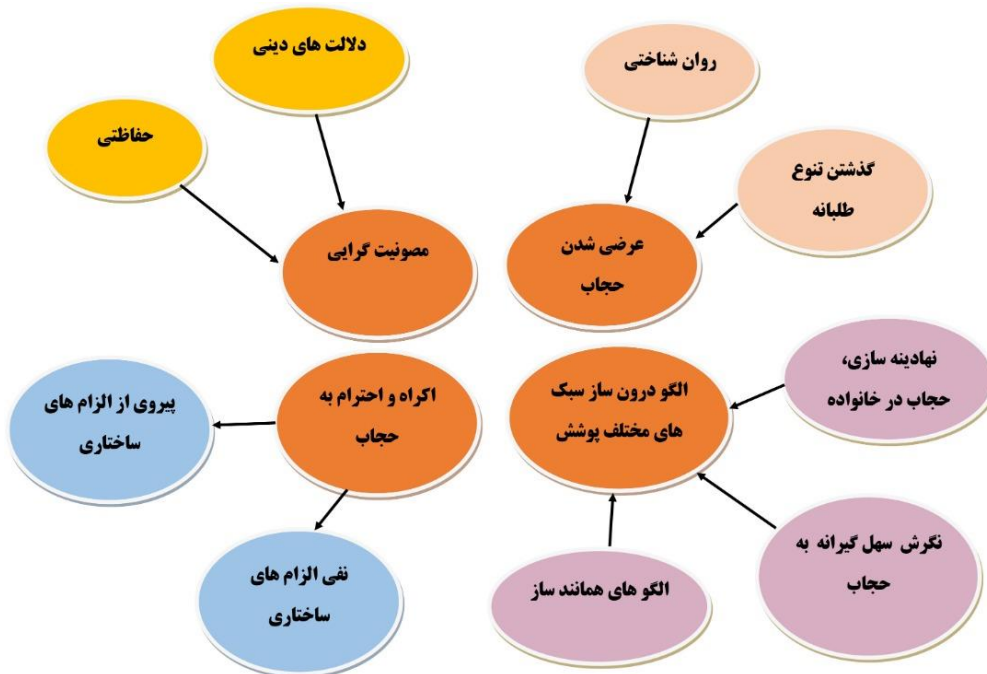 دلالت های دینی
روان شناختی
حفاظتی
گذشتن تنوع
طلبانه
مصونیت گرایی
عرضی شدن
حجاب
نهادینه سازی،
حجاب در خانواده
اکراه و احترام به
حجاب
الگو درون ساز سبک
های مختلف پوشش
پیروی از الزام های
ساختاری
نگرش سهل گیرانه به
حجاب
نفی الزام های
ساختاری
الگو های همانند ساز